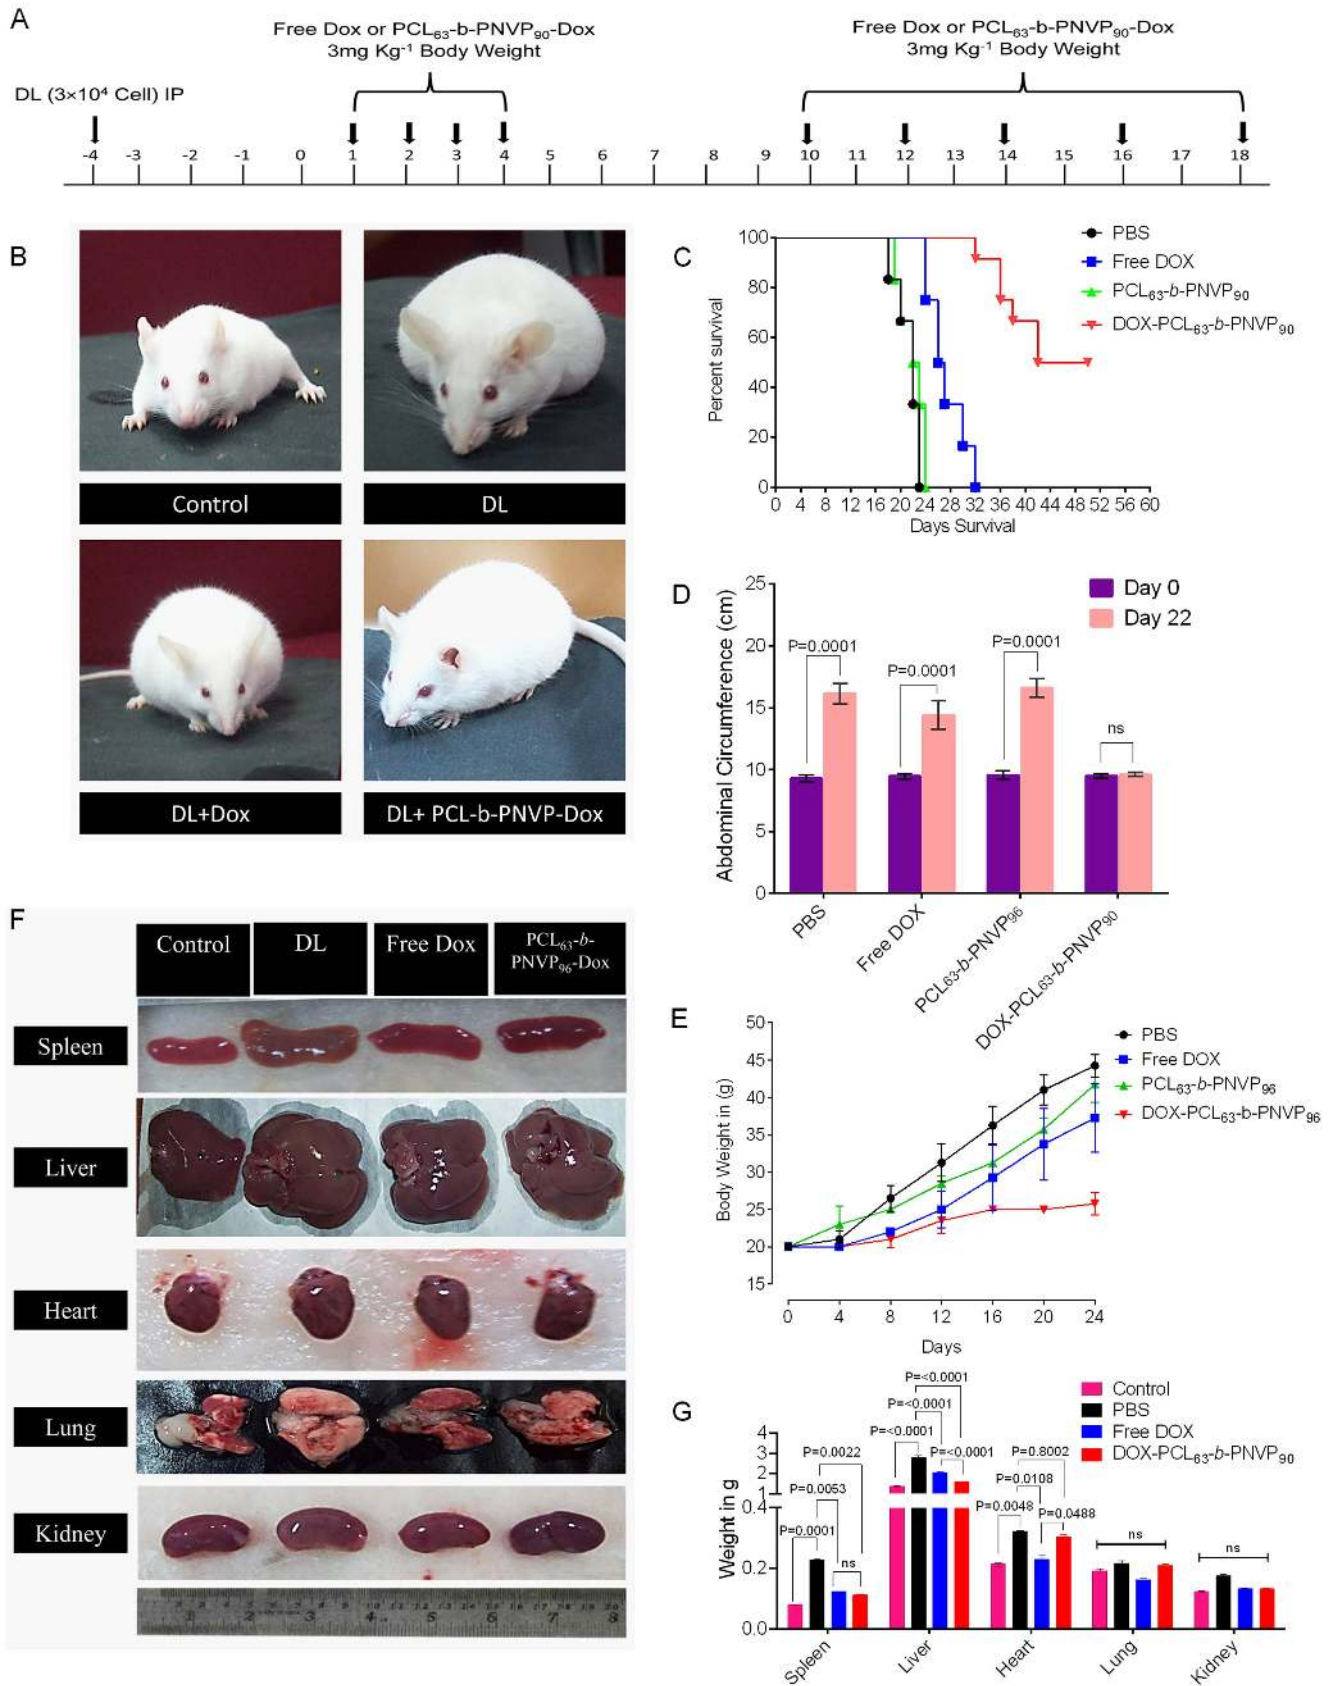 A
Free Dox or PCL₆₃-b-PNVP₉₀-Dox
3mg Kg⁻¹ Body Weight
Free Dox or PCL₆₃-b-PNVP₉₀-Dox
3mg Kg⁻¹ Body Weight
DL (3×10⁴ Cell) IP
-4 -3 -2 -1 0 1 2 3 4 5 6 7 8 9 10 11 12 13 14 15 16 17 18
B
Control
DL
DL+Dox
DL+ PCL-b-PNVP-Dox
C
PBS
Free DOX
PCL₆₃-b-PNVP₉₀
DOX-PCL₆₃-b-PNVP₉₀
Percent survival
100
80
60
40
20
0
0 4 8 12 16 20 24 28 32 36 40 44 48 52 56 60
Days Survival
D
Day 0
Day 22
Abdominal Circumference (cm)
25
20
15
10
5
0
P=0.0001
P=0.0001
P=0.0001
ns
PBS
Free DOX
PCL₆₃-b-PNVP₉₆
DOX-PCL₆₃-b-PNVP₉₀
E
PBS
Free DOX
PCL₆₃-b-PNVP₉₆
DOX-PCL₆₃-b-PNVP₉₆
Body Weight in (g)
50
45
40
35
30
25
20
15
0 4 8 12 16 20 24
Days
F
Control
DL
Free Dox
PCL₆₃-b-
PNVP₉₆-Dox
Spleen
Liver
Heart
Lung
Kidney
1 2 3 4 5 6 7 8
G
Control
PBS
Free DOX
DOX-PCL₆₃-b-PNVP₉₀
Weight in g
4
3
2
1
0.4
0.2
0.0
P=0.0022
P=0.0053
P=0.0001
ns
P=<0.0001
P=<0.0001
P=<0.0001
P=<0.0001
P=0.8002
P=0.0108
P=0.0048
P=0.0488
ns
ns
Spleen
Liver
Heart
Lung
Kidney